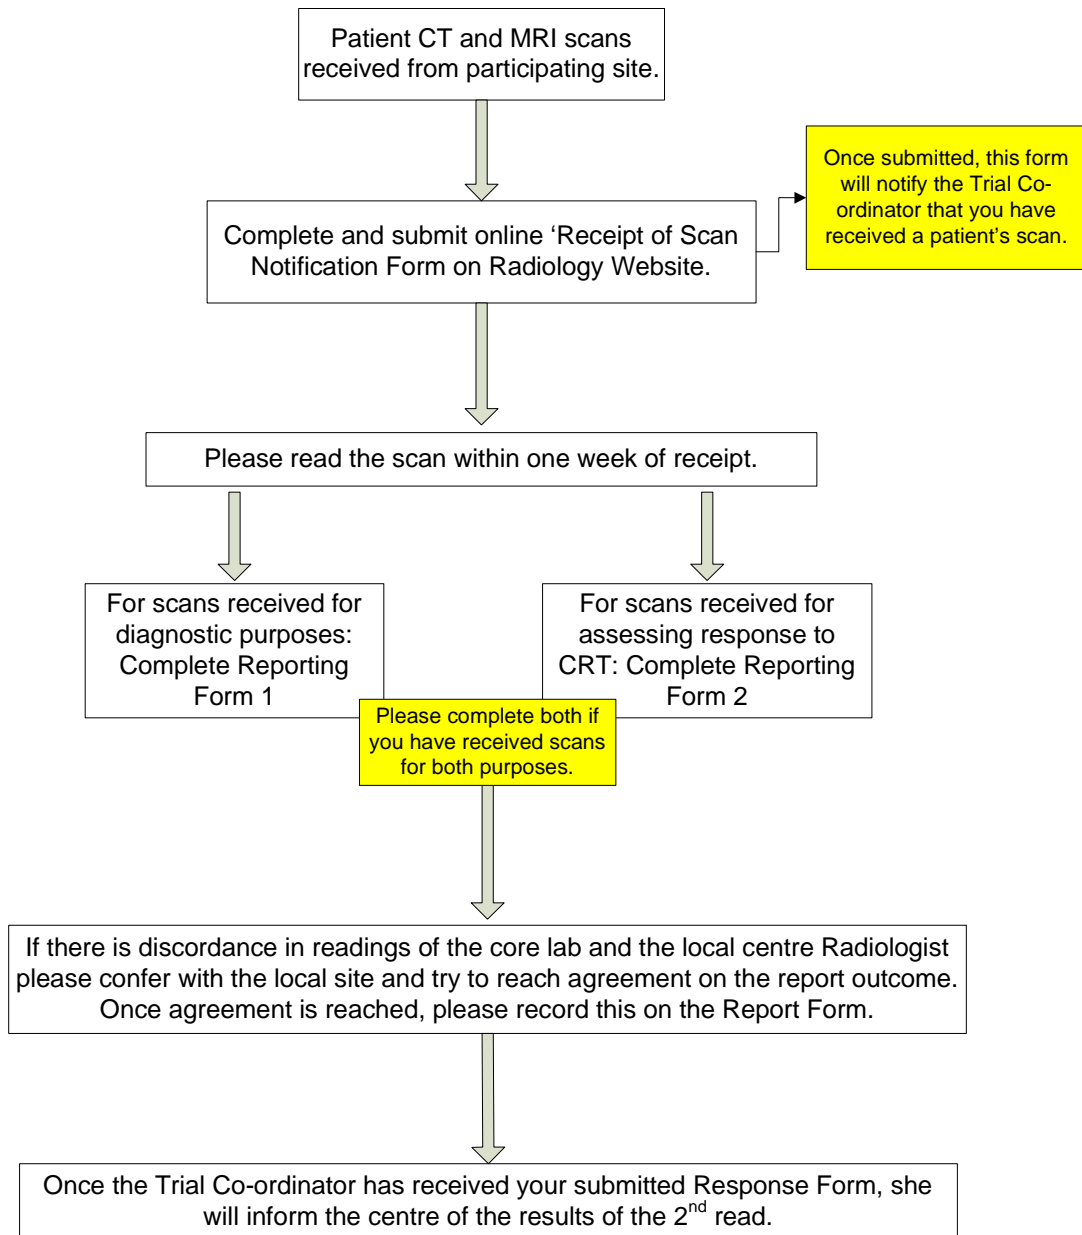 Patient CT and MRI scans
received from participating site.
Once submitted, this form
will notify the Trial Co-
ordinator that you have
received a patient’s scan.
Complete and submit online ‘Receipt of Scan
Notification Form on Radiology Website.
Please read the scan within one week of receipt.
For scans received for
diagnostic purposes:
Complete Reporting
Form 1
For scans received for
assessing response to
CRT: Complete Reporting
Form 2
Please complete both if
you have received scans
for both purposes.
If there is discordance in readings of the core lab and the local centre Radiologist
please confer with the local site and try to reach agreement on the report outcome.
Once agreement is reached, please record this on the Report Form.
Once the Trial Co-ordinator has received your submitted Response Form, she
will inform the centre of the results of the 2nd read.